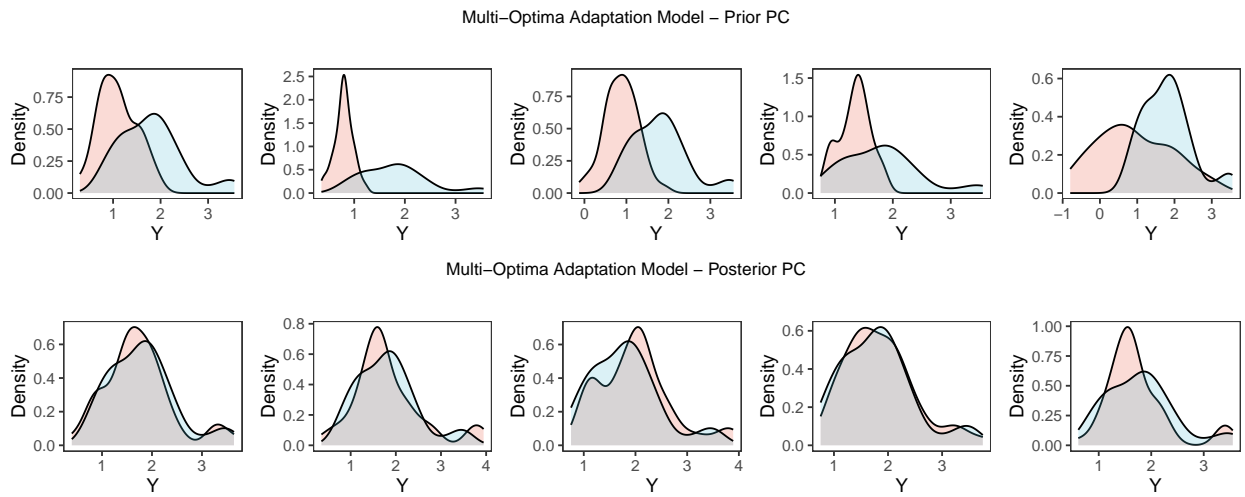 Multi−Optima Adaptation Model − Prior PC
Density 0.00 0.25 0.50 0.75 1 2 3 Y
Density 0.0 0.5 1.0 1.5 2.0 2.5 1 2 3 Y
Density 0.00 0.25 0.50 0.75 0 1 2 3 Y
Density 0.0 0.5 1.0 1.5 1 2 3 Y
Density 0.0 0.2 0.4 0.6 −1 0 1 2 3 Y
Multi−Optima Adaptation Model − Posterior PC
Density 0.0 0.2 0.4 0.6 1 2 3 Y
Density 0.0 0.2 0.4 0.6 0.8 1 2 3 4 Y
Density 0.0 0.2 0.4 0.6 1 2 3 4 Y
Density 0.0 0.2 0.4 0.6 1 2 3 Y
Density 0.00 0.25 0.50 0.75 1.00 1 2 3 Y